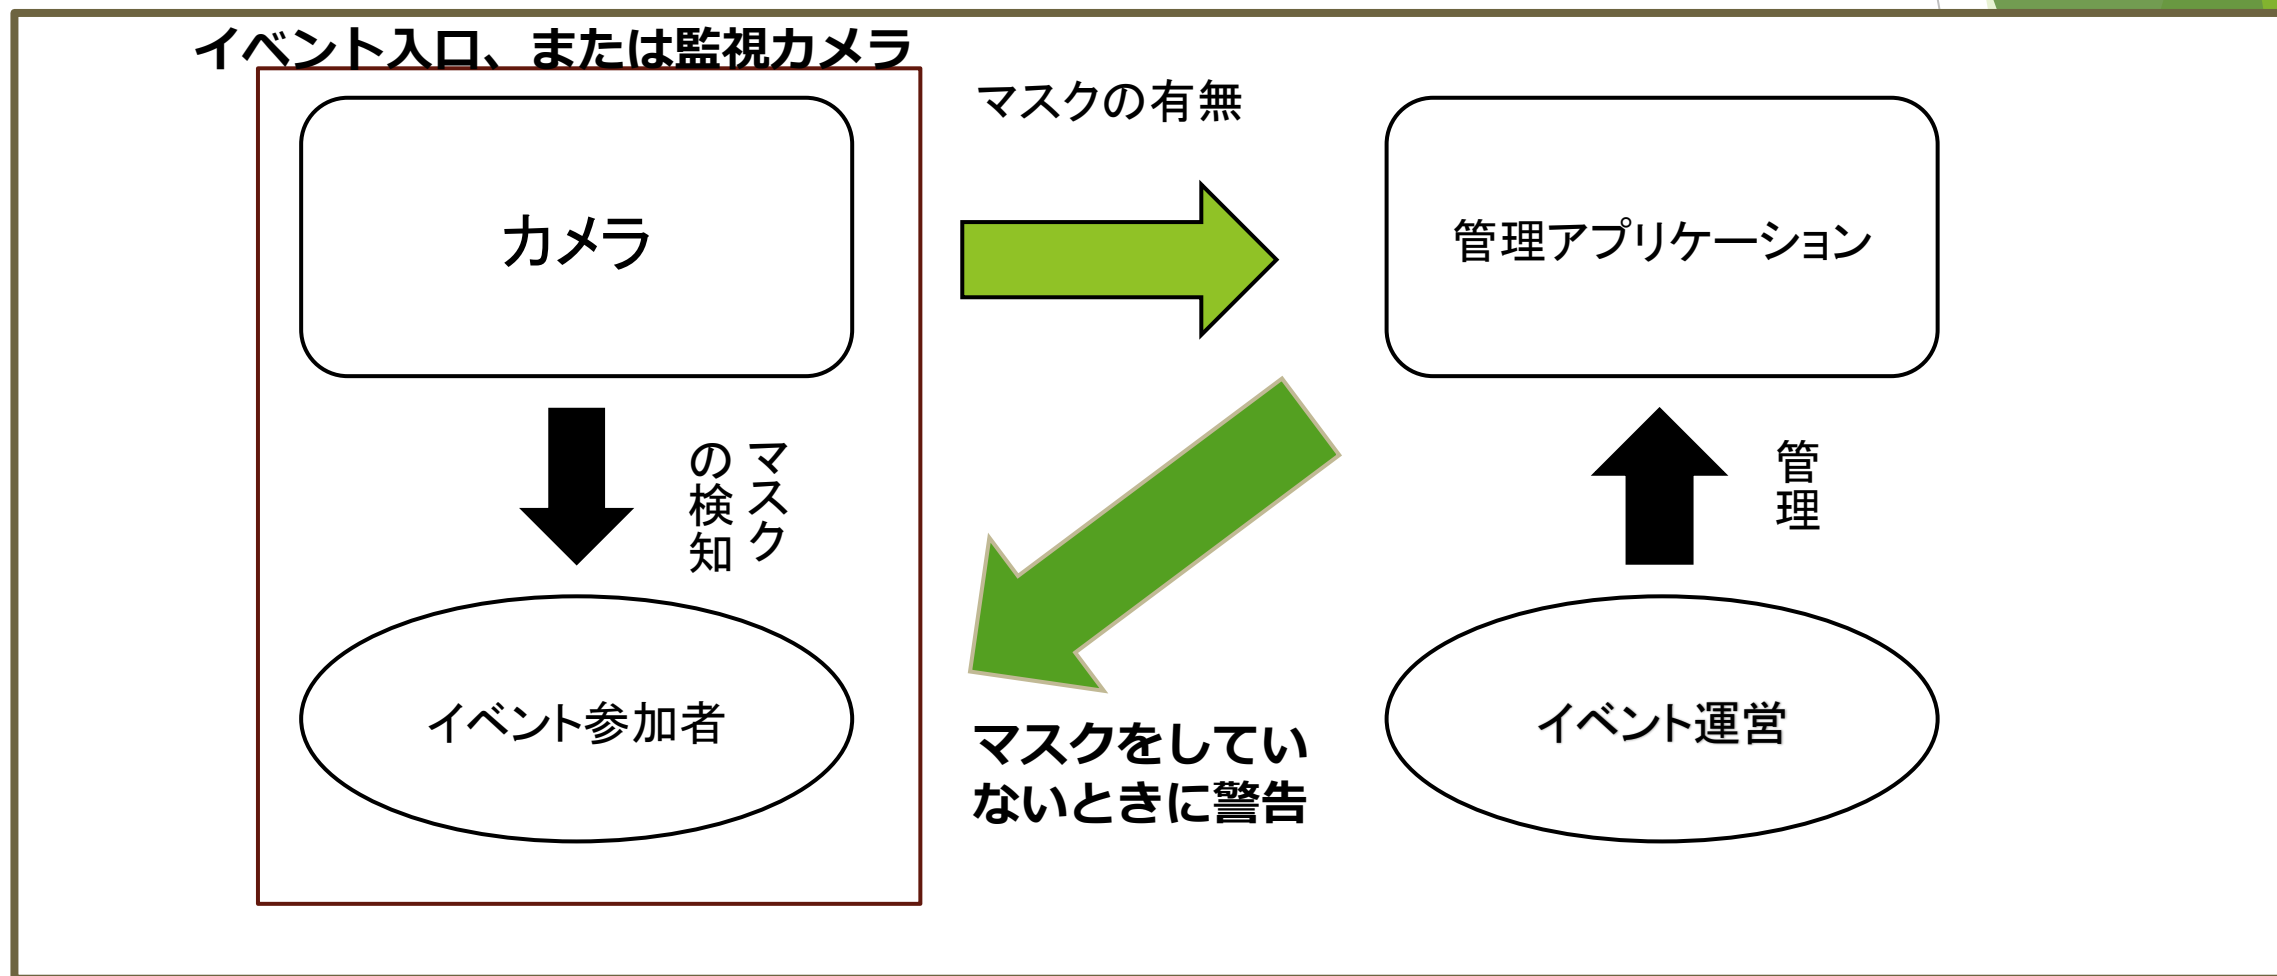 イベント入口、または監視カメラ
マスクの有無
カメラ
管理アプリケーション
マスク
の検知
管理
イベント参加者
マスクをしてい
ないときに警告
イベント運営